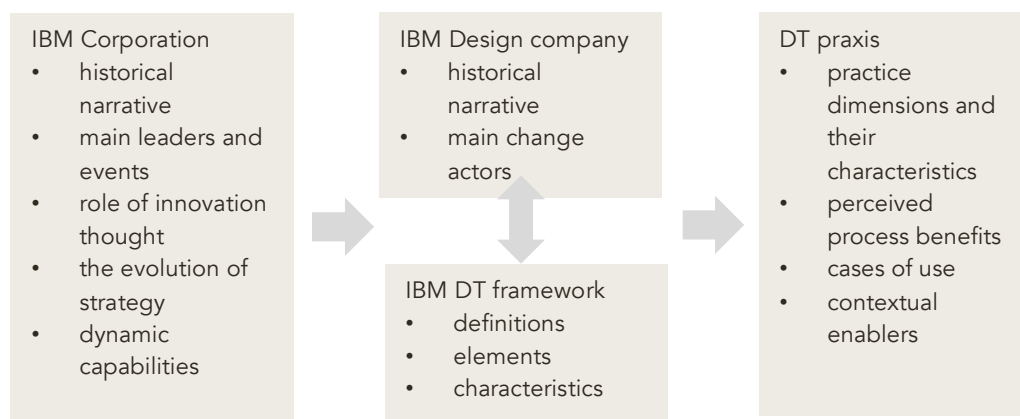 IBM Corporation
• historical
narrative
• main leaders and
events
• role of innovation
thought
• the evolution of
strategy
• dynamic
capabilities
IBM Design company
• historical
narrative
• main change
actors
IBM DT framework
• definitions
• elements
• characteristics
DT praxis
• practice
dimensions and
their
characteristics
• perceived
process benefits
• cases of use
• contextual
enablers